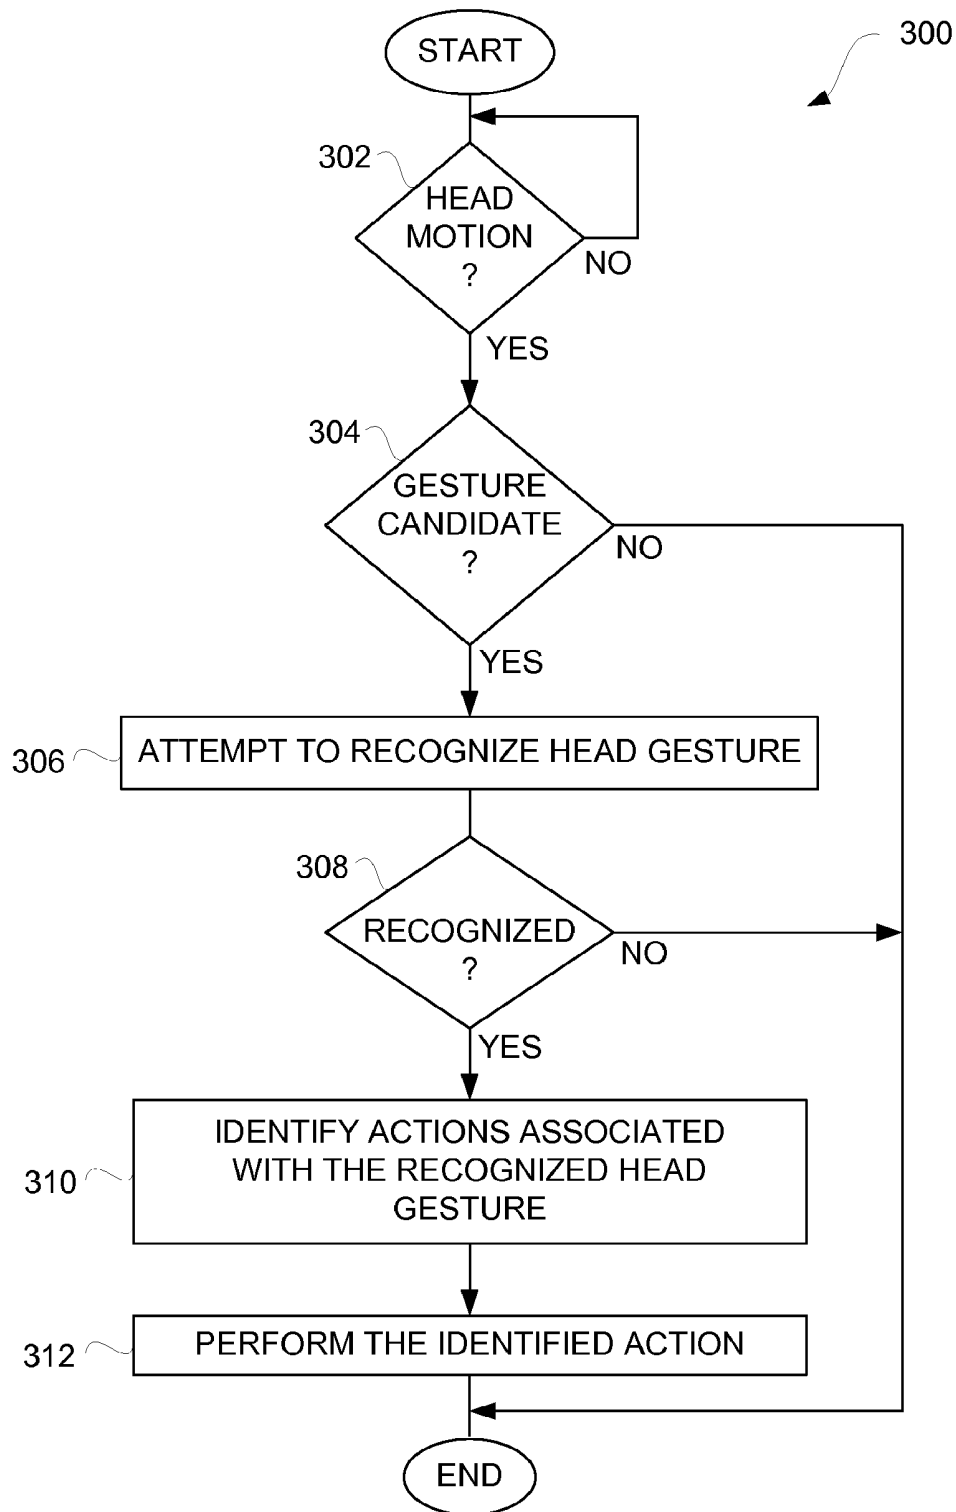 START
300
302
HEAD
MOTION
?
NO
YES
304
GESTURE
CANDIDATE
?
NO
YES
306
ATTEMPT TO RECOGNIZE HEAD GESTURE
308
RECOGNIZED
?
NO
YES
IDENTIFY ACTIONS ASSOCIATED
WITH THE RECOGNIZED HEAD
GESTURE
310
312
PERFORM THE IDENTIFIED ACTION
END